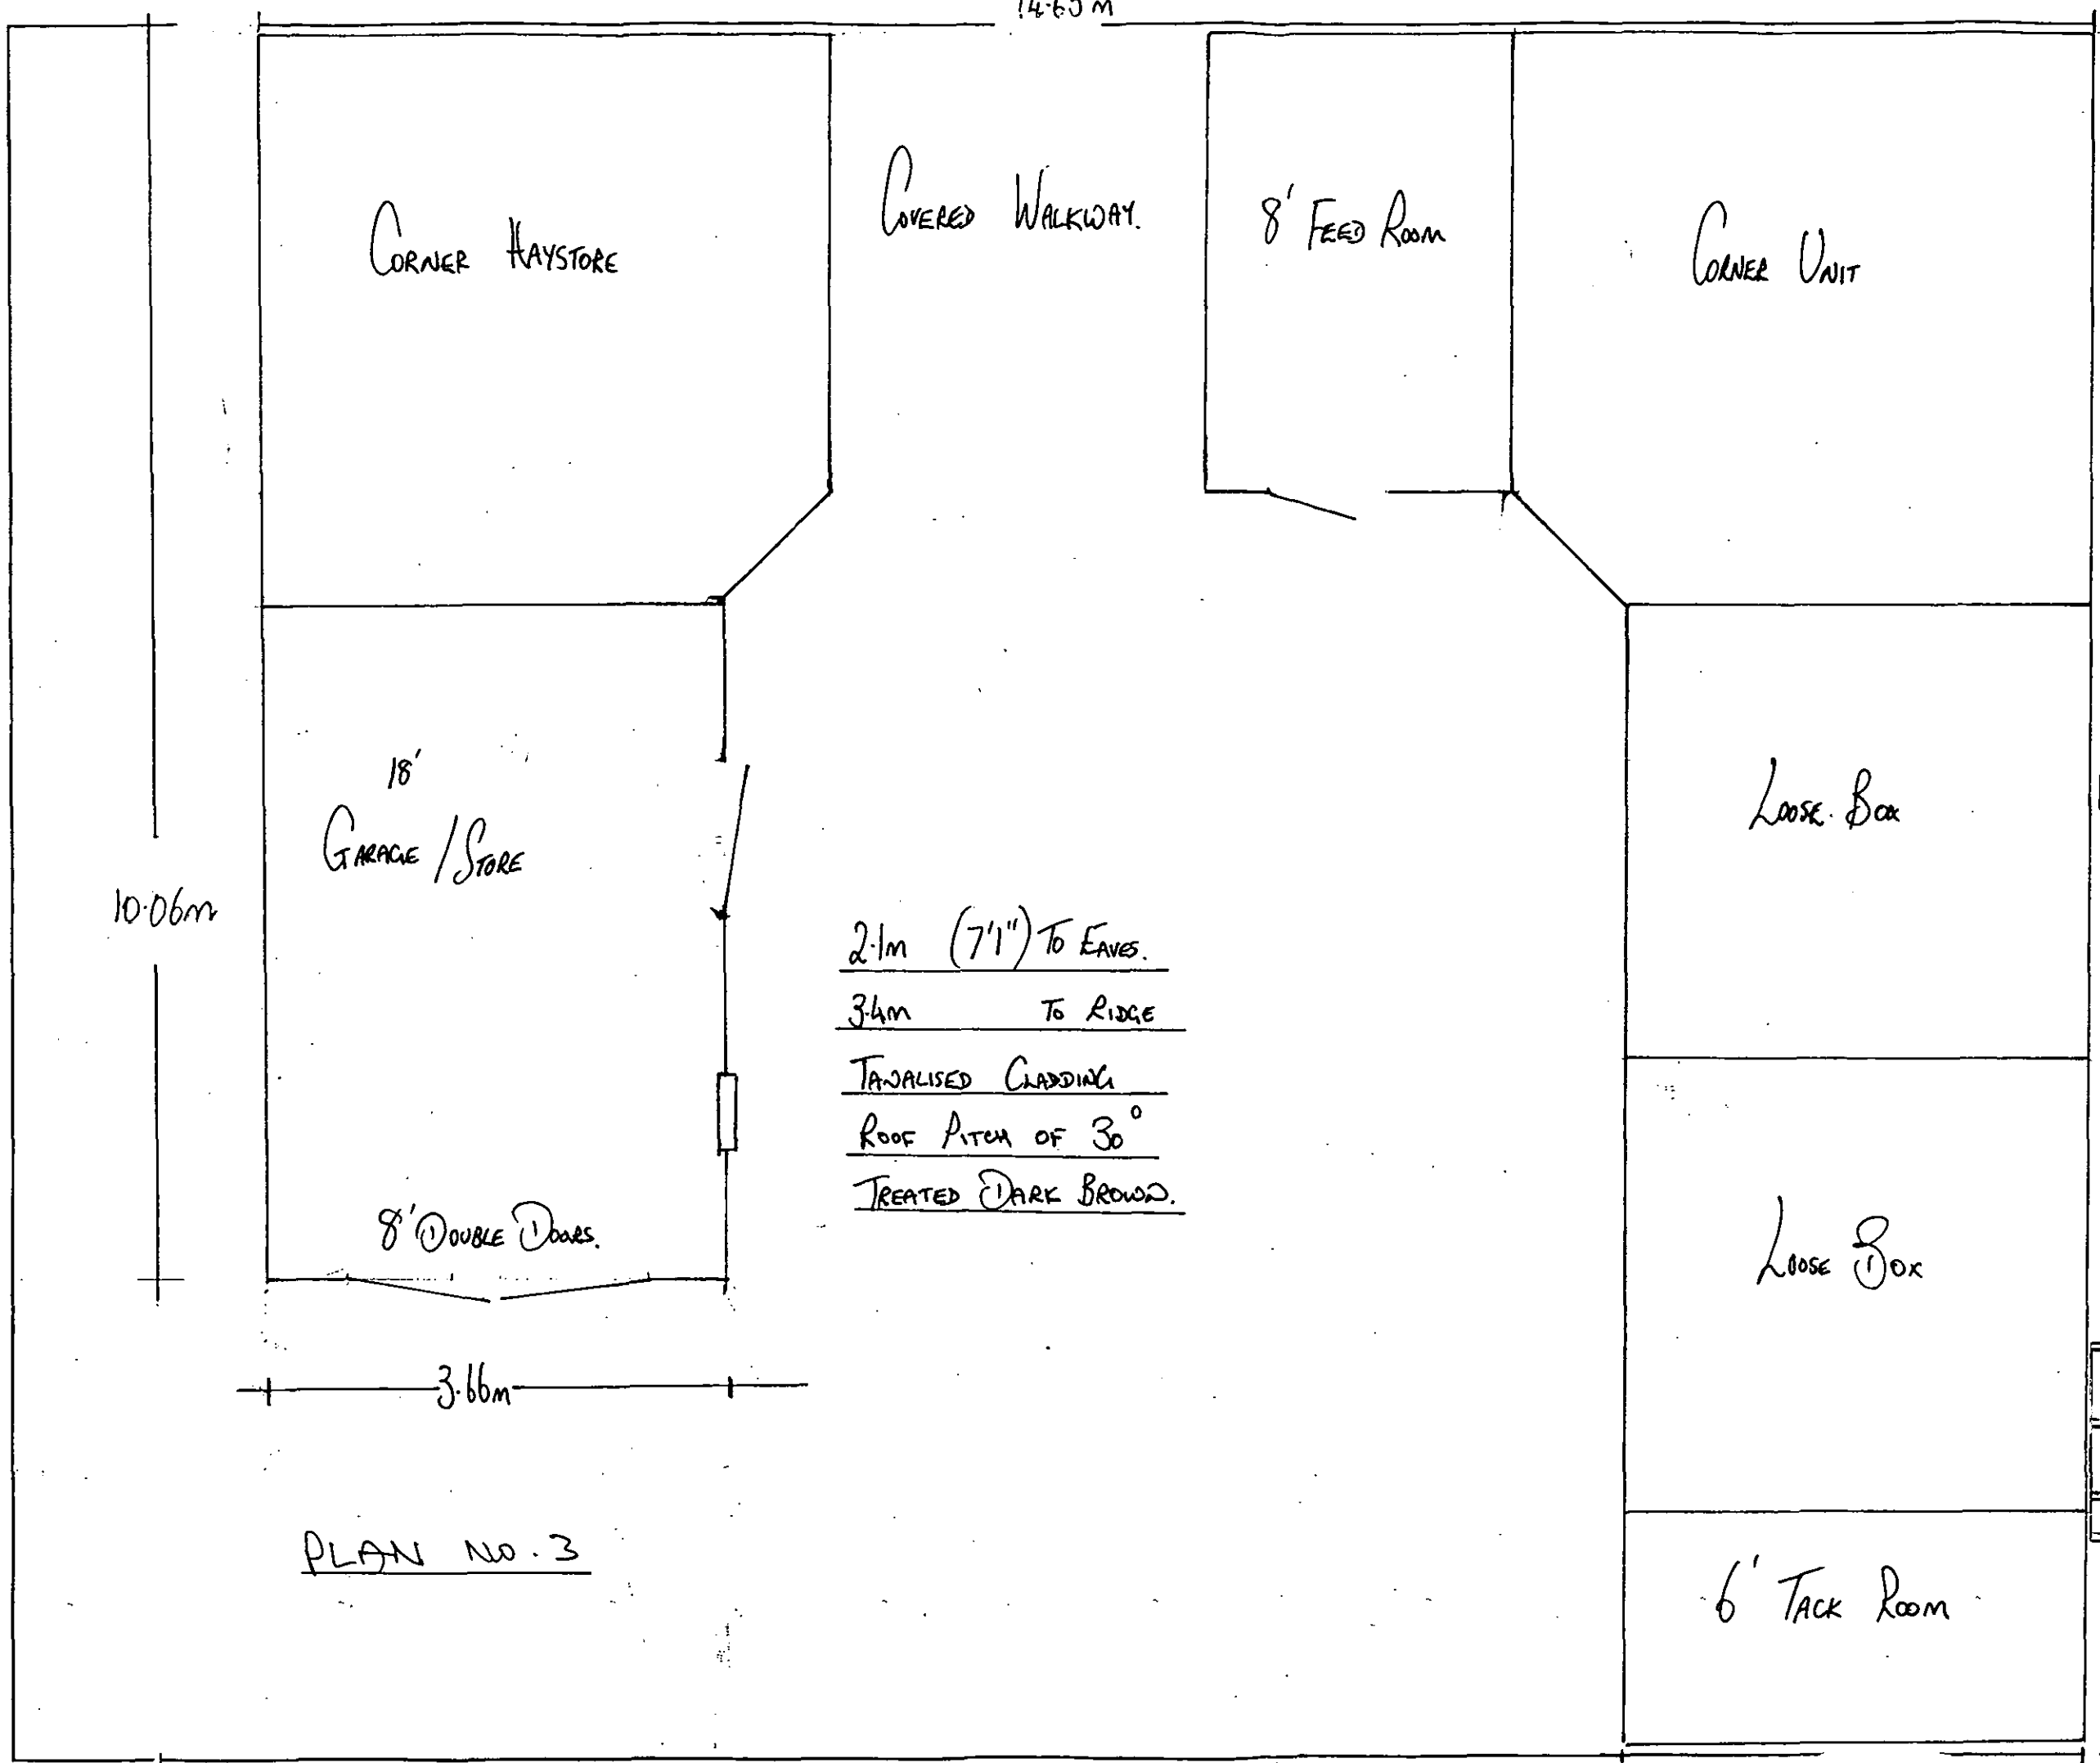 14.63 m
Corner Haystore
Covered Walkway.
8' Feed Room
Corner Unit
18'
Garage / Store
Loose Box
10.06m
2.1m (7'1") To Eaves.
3.4m To Ridge
Tanalised Cladding
Roof Pitch of 30°
Treated Dark Brown.
8' Double Doors.
Loose Box
3.66m
PLAN NO. 3
6' Tack Room